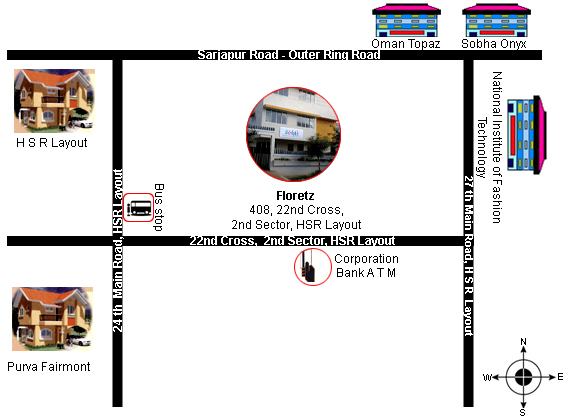 Oman Topaz
Sobha Onyx
Sarjapur Road - Outer Ring Road
H S R Layout
National Institute of Fashion
Technology
24 th Main Road, HSR Layout
Bus stop
Floretz
408, 22nd Cross,
2nd Sector, HSR Layout
27 th Main Road, H S R Layout
22nd Cross, 2nd Sector, HSR Layout
Corporation
Bank A T M
Purva Fairmont
N
W
E
S